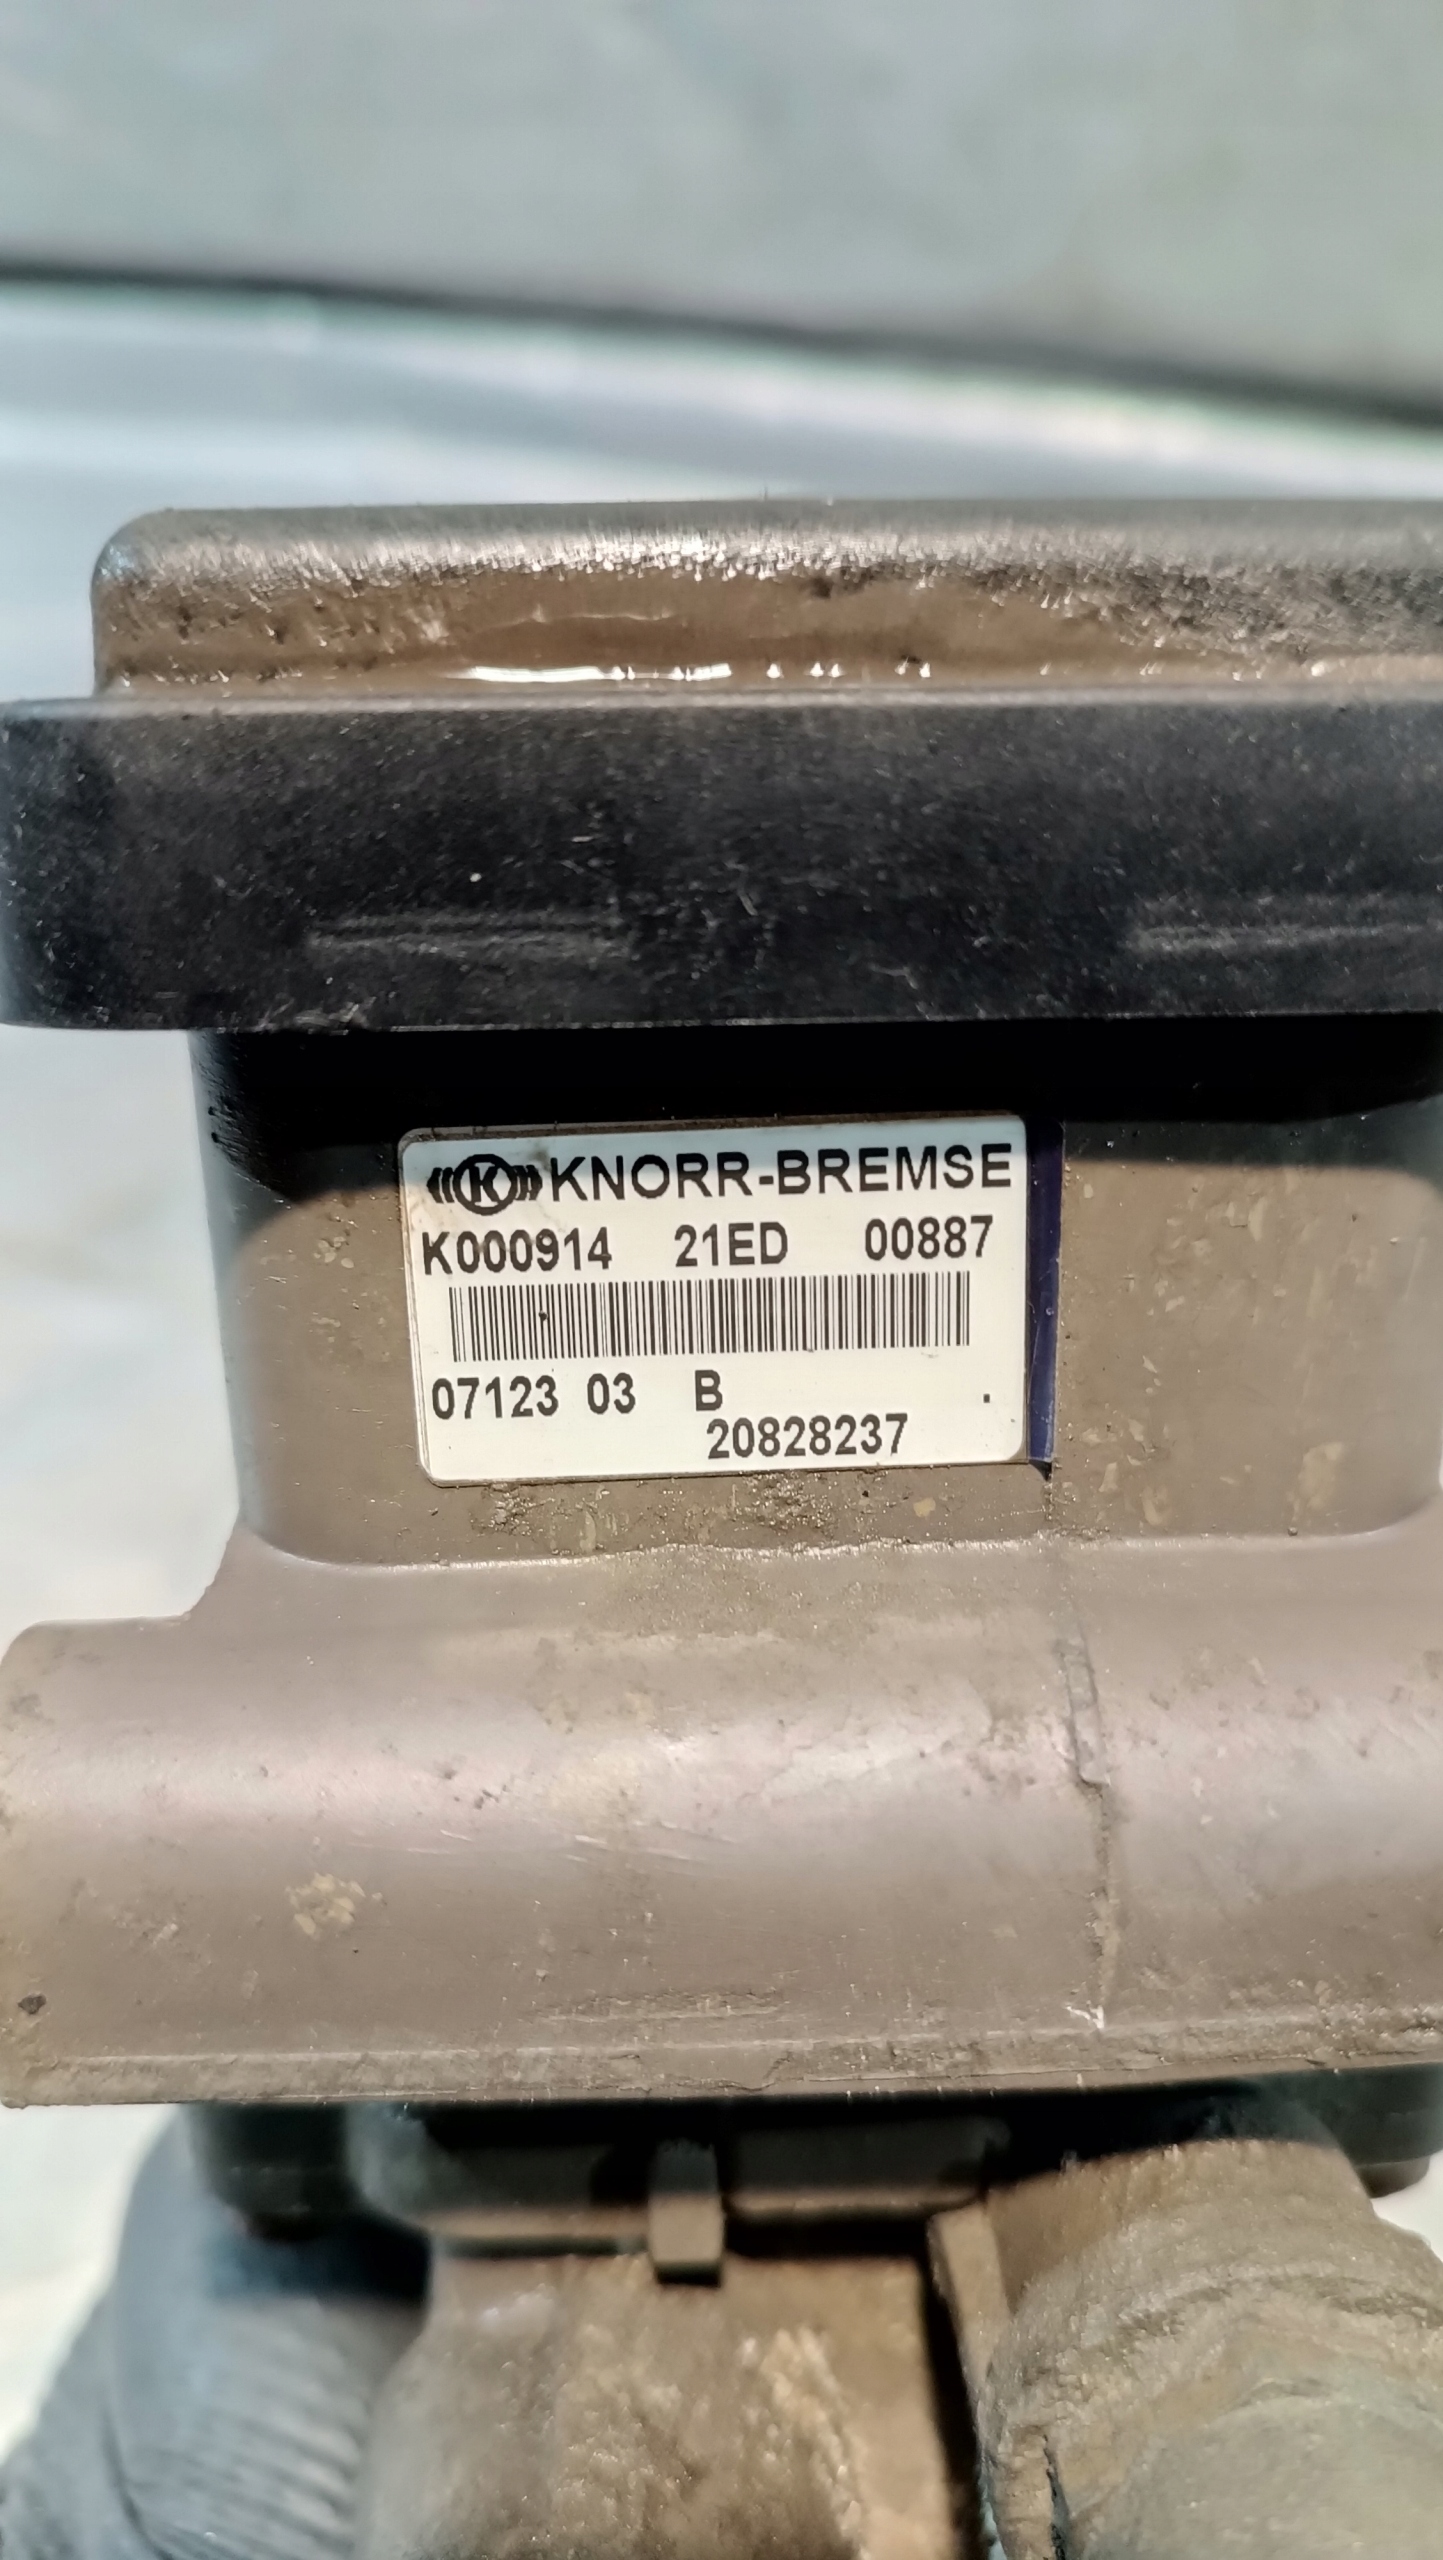 KNORR-BREMSE
K000914 21ED 00887
07123 03 B .
20828237